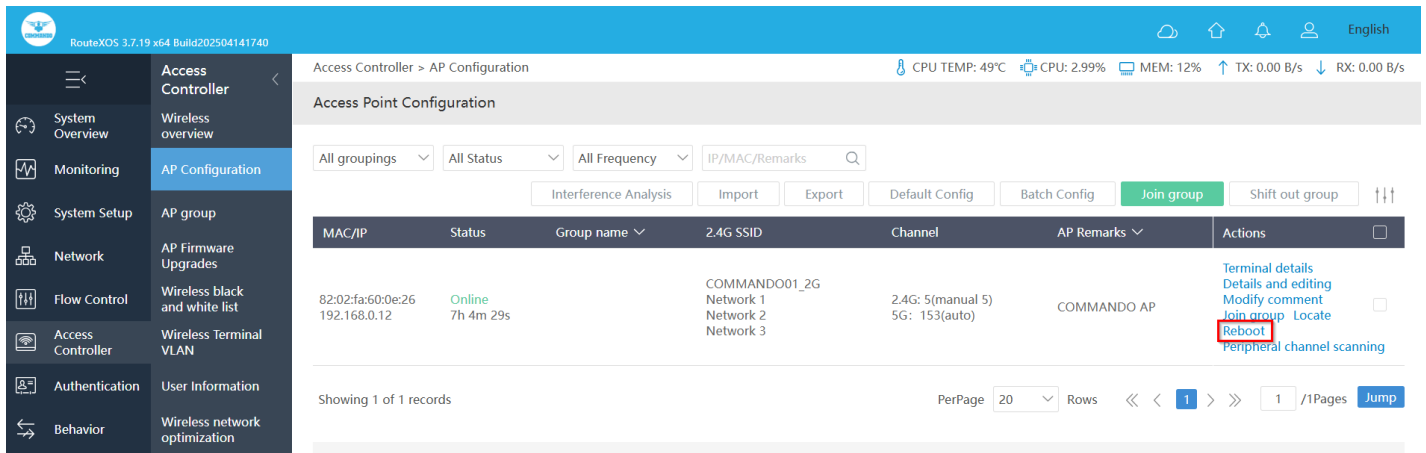 COMMANDO
RouteXOS 3.7.19 x64 Build202504141740
English
System Overview
Monitoring
System Setup
Network
Flow Control
Access Controller
Authentication
Behavior
Access Controller
Wireless overview
AP Configuration
AP group
AP Firmware Upgrades
Wireless black and white list
Wireless Terminal VLAN
User Information
Wireless network optimization
Access Controller > AP Configuration
CPU TEMP: 49℃ CPU: 2.99% MEM: 12% TX: 0.00 B/s RX: 0.00 B/s
Access Point Configuration
All groupings All Status All Frequency IP/MAC/Remarks
Interference Analysis Import Export Default Config Batch Config Join group Shift out group
MAC/IP Status Group name 2.4G SSID Channel AP Remarks Actions
82:02:fa:60:0e:26
192.168.0.12
Online
7h 4m 29s
COMMANDO01_2G
Network 1
Network 2
Network 3
2.4G: 5(manual 5)
5G: 153(auto)
COMMANDO AP
Terminal details
Details and editing
Modify comment
Join group Locate
Reboot
Peripheral channel scanning
Showing 1 of 1 records
PerPage 20 Rows 1 1 /1Pages Jump